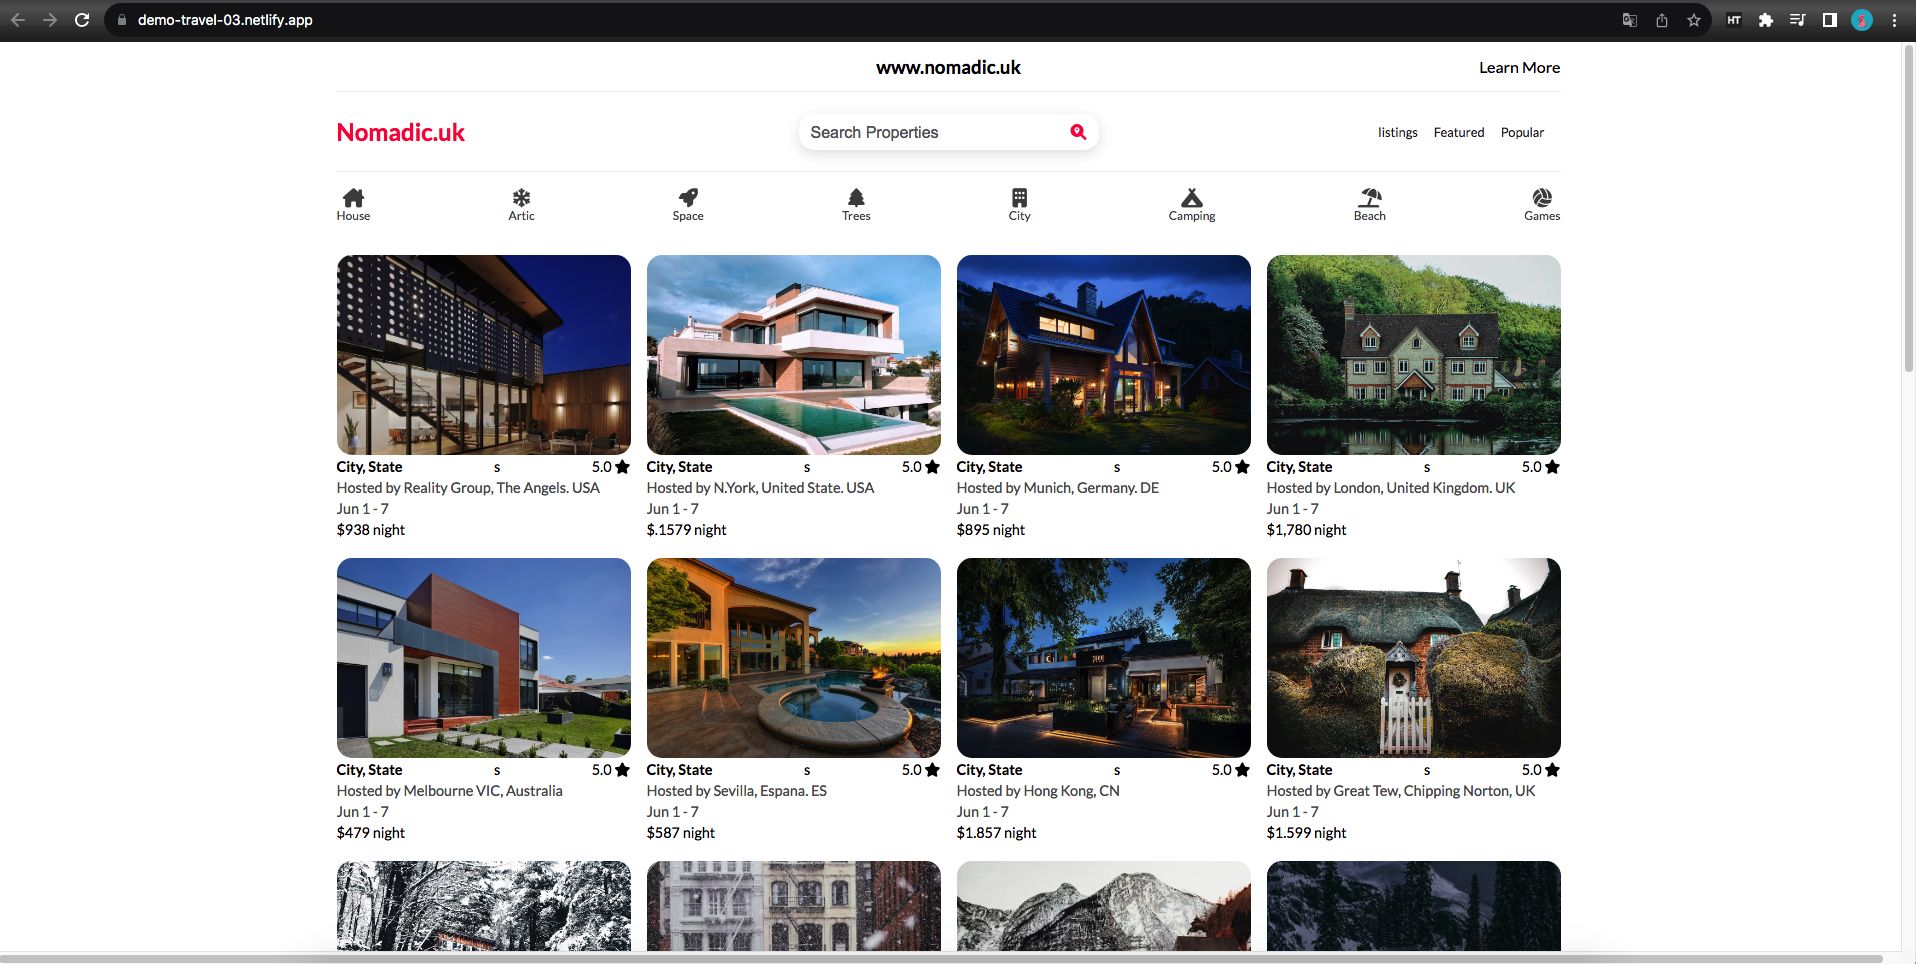 demo-travel-03.netlify.app
HT
www.nomadic.uk
Learn More
Nomadic.uk
Search Properties
listings Featured Popular
House Artic Space Trees City Camping Beach Games
City, State s 5.0
Hosted by Reality Group, The Angels. USA
Jun 1 - 7
$938 night
City, State s 5.0
Hosted by N.York, United State. USA
Jun 1 - 7
$.1579 night
City, State s 5.0
Hosted by Munich, Germany. DE
Jun 1 - 7
$895 night
City, State s 5.0
Hosted by London, United Kingdom. UK
Jun 1 - 7
$1,780 night
City, State s 5.0
Hosted by Melbourne VIC, Australia
Jun 1 - 7
$479 night
City, State s 5.0
Hosted by Sevilla, Espana. ES
Jun 1 - 7
$587 night
City, State s 5.0
Hosted by Hong Kong, CN
Jun 1 - 7
$1.857 night
City, State s 5.0
Hosted by Great Tew, Chipping Norton, UK
Jun 1 - 7
$1.599 night